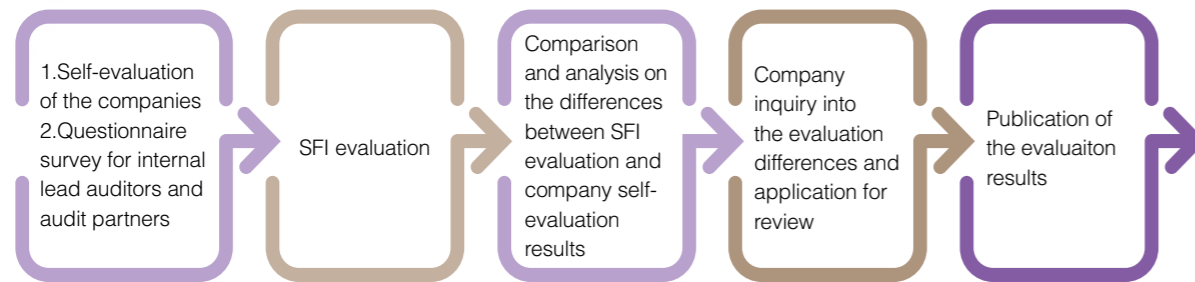 1.Self-evaluation
of the companies
2.Questionnaire
survey for internal
lead auditors and
audit partners
SFI evaluation
Comparison
and analysis on
the differences
between SFI
evaluation and
company self-
evaluation
results
Company
inquiry into
the evaluation
differences and
application for
review
Publication of
the evaluaiton
results